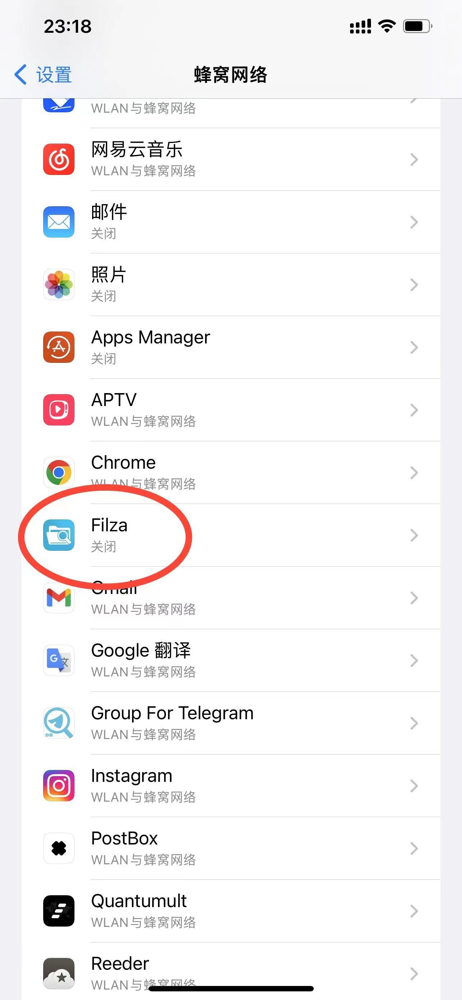 23:18
设置
蜂窝网络
WLAN与蜂窝网络
网易云音乐
WLAN与蜂窝网络
邮件
关闭
照片
关闭
Apps Manager
关闭
APTV
WLAN与蜂窝网络
Chrome
WLAN与蜂窝网络
Filza
关闭
Gmail
WLAN与蜂窝网络
G
文
Google 翻译
WLAN与蜂窝网络
DB
Group For Telegram
WLAN与蜂窝网络
Instagram
WLAN与蜂窝网络
PostBox
WLAN与蜂窝网络
Quantumult
WLAN与蜂窝网络
Reeder
WLAN与蜂窝网络